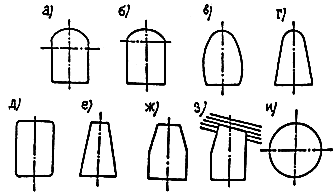 а) б) в) г)
д) е) ж) з) и)